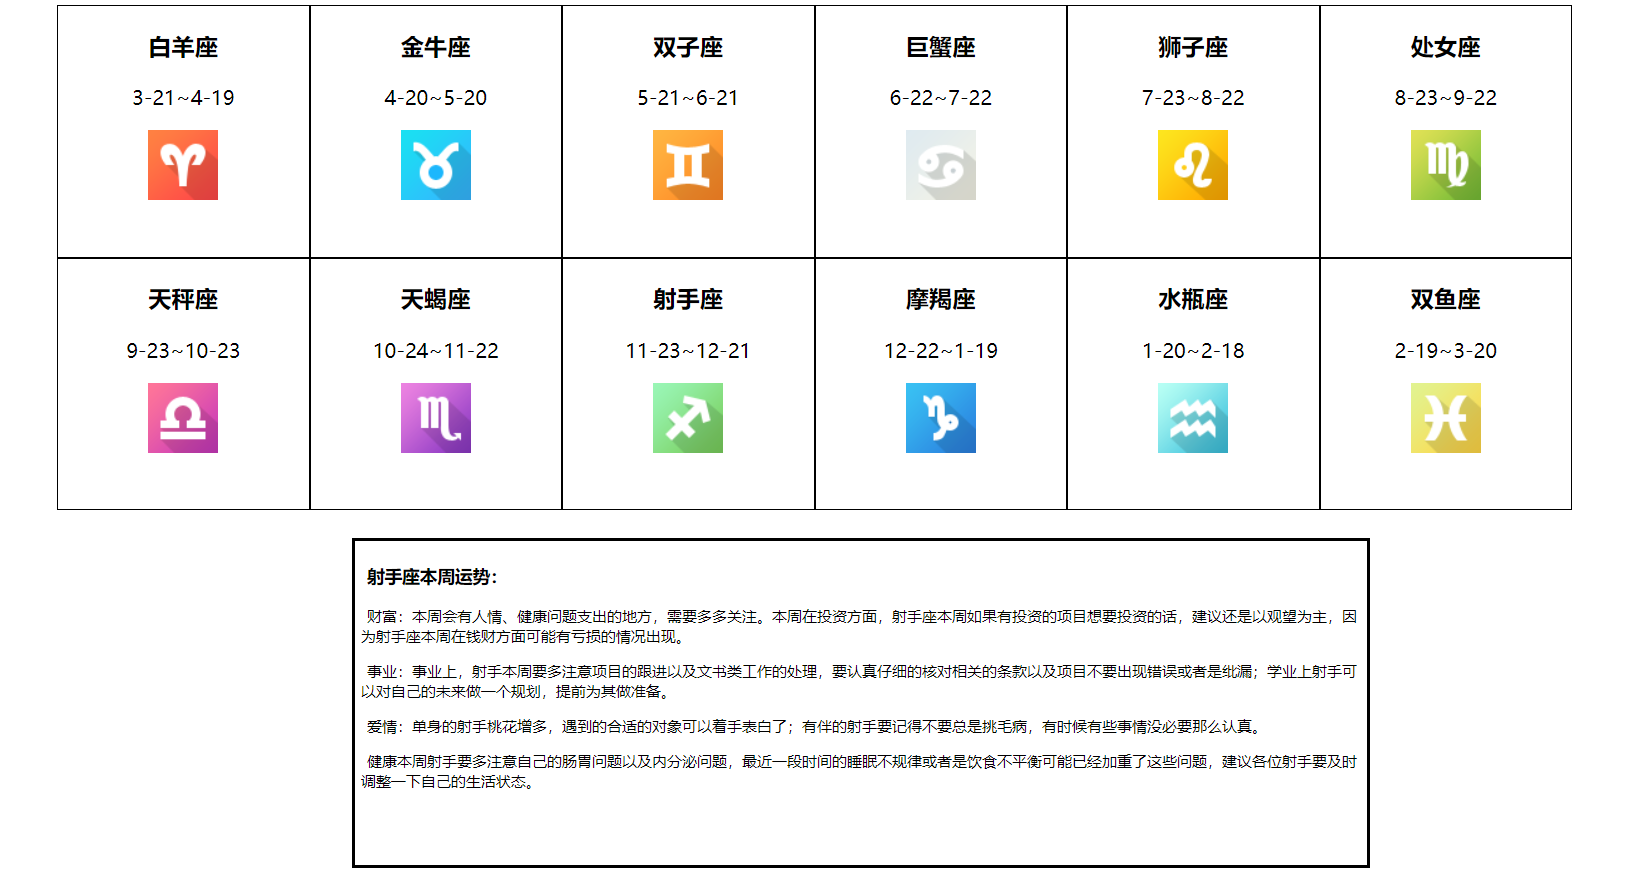 白羊座 金牛座 双子座 巨蟹座 狮子座 处女座
3-21~4-19 4-20~5-20 5-21~6-21 6-22~7-22 7-23~8-22 8-23~9-22
天秤座 天蝎座 射手座 摩羯座 水瓶座 双鱼座
9-23~10-23 10-24~11-22 11-23~12-21 12-22~1-19 1-20~2-18 2-19~3-20
射手座本周运势：
财富：本周会有人情、健康问题支出的地方，需要多多关注。本周在投资方面，射手座本周如果有投资的项目想要投资的话，建议还是以观望为主，因
为射手座本周在钱财方面可能有亏损的情况出现。
事业：事业上，射手本周要多注意项目的跟进以及文书类工作的处理，要认真仔细的核对相关的条款以及项目不要出现错误或者是纰漏；学业上射手可
以对自己的未来做一个规划，提前为其做准备。
爱情：单身的射手桃花增多，遇到的合适的对象可以着手表白了；有伴的射手要记得不要总是挑毛病，有时候有些事情没必要那么认真。
健康本周射手要多注意自己的肠胃问题以及内分泌问题，最近一段时间的睡眠不规律或者是饮食不平衡可能已经加重了这些问题，建议各位射手要及时
调整一下自己的生活状态。